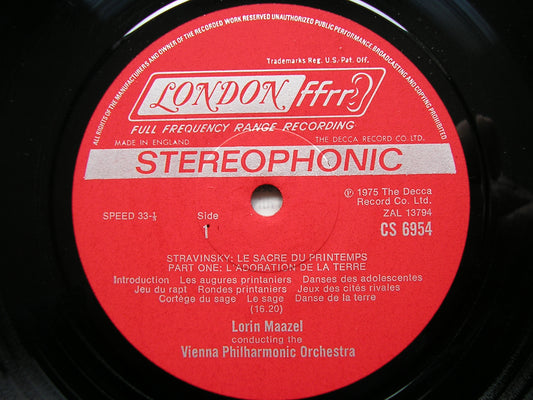 ALL RIGHTS OF THE MANUFACTURERS AND OWNER OF THE RECORDED WORK RESERVED UNAUTHORIZED PUBLIC PERFORMANCE, BROADCASTING AND COPYING PROHIBITED
Trademarks Reg. U.S. Pat. Off.
LONDON ffrr
FULL FREQUENCY RANGE RECORDING
MADE IN ENGLAND THE DECCA RECORD CO. LTD.
STEREOPHONIC
℗ 1975 The Decca
Record Co. Ltd.
SPEED 33-⅓ Side ZAL 13794
1 CS 6954
STRAVINSKY: LE SACRE DU PRINTEMPS
PART ONE: L'ADORATION DE LA TERRE
Introduction Les augures printaniers Danses des adolescentes
Jeu du rapt Rondes printaniers Jeux des cités rivales
Cortège du sage Le sage Danse de la terre
(16.20)
Lorin Maazel
conducting the
Vienna Philharmonic Orchestra